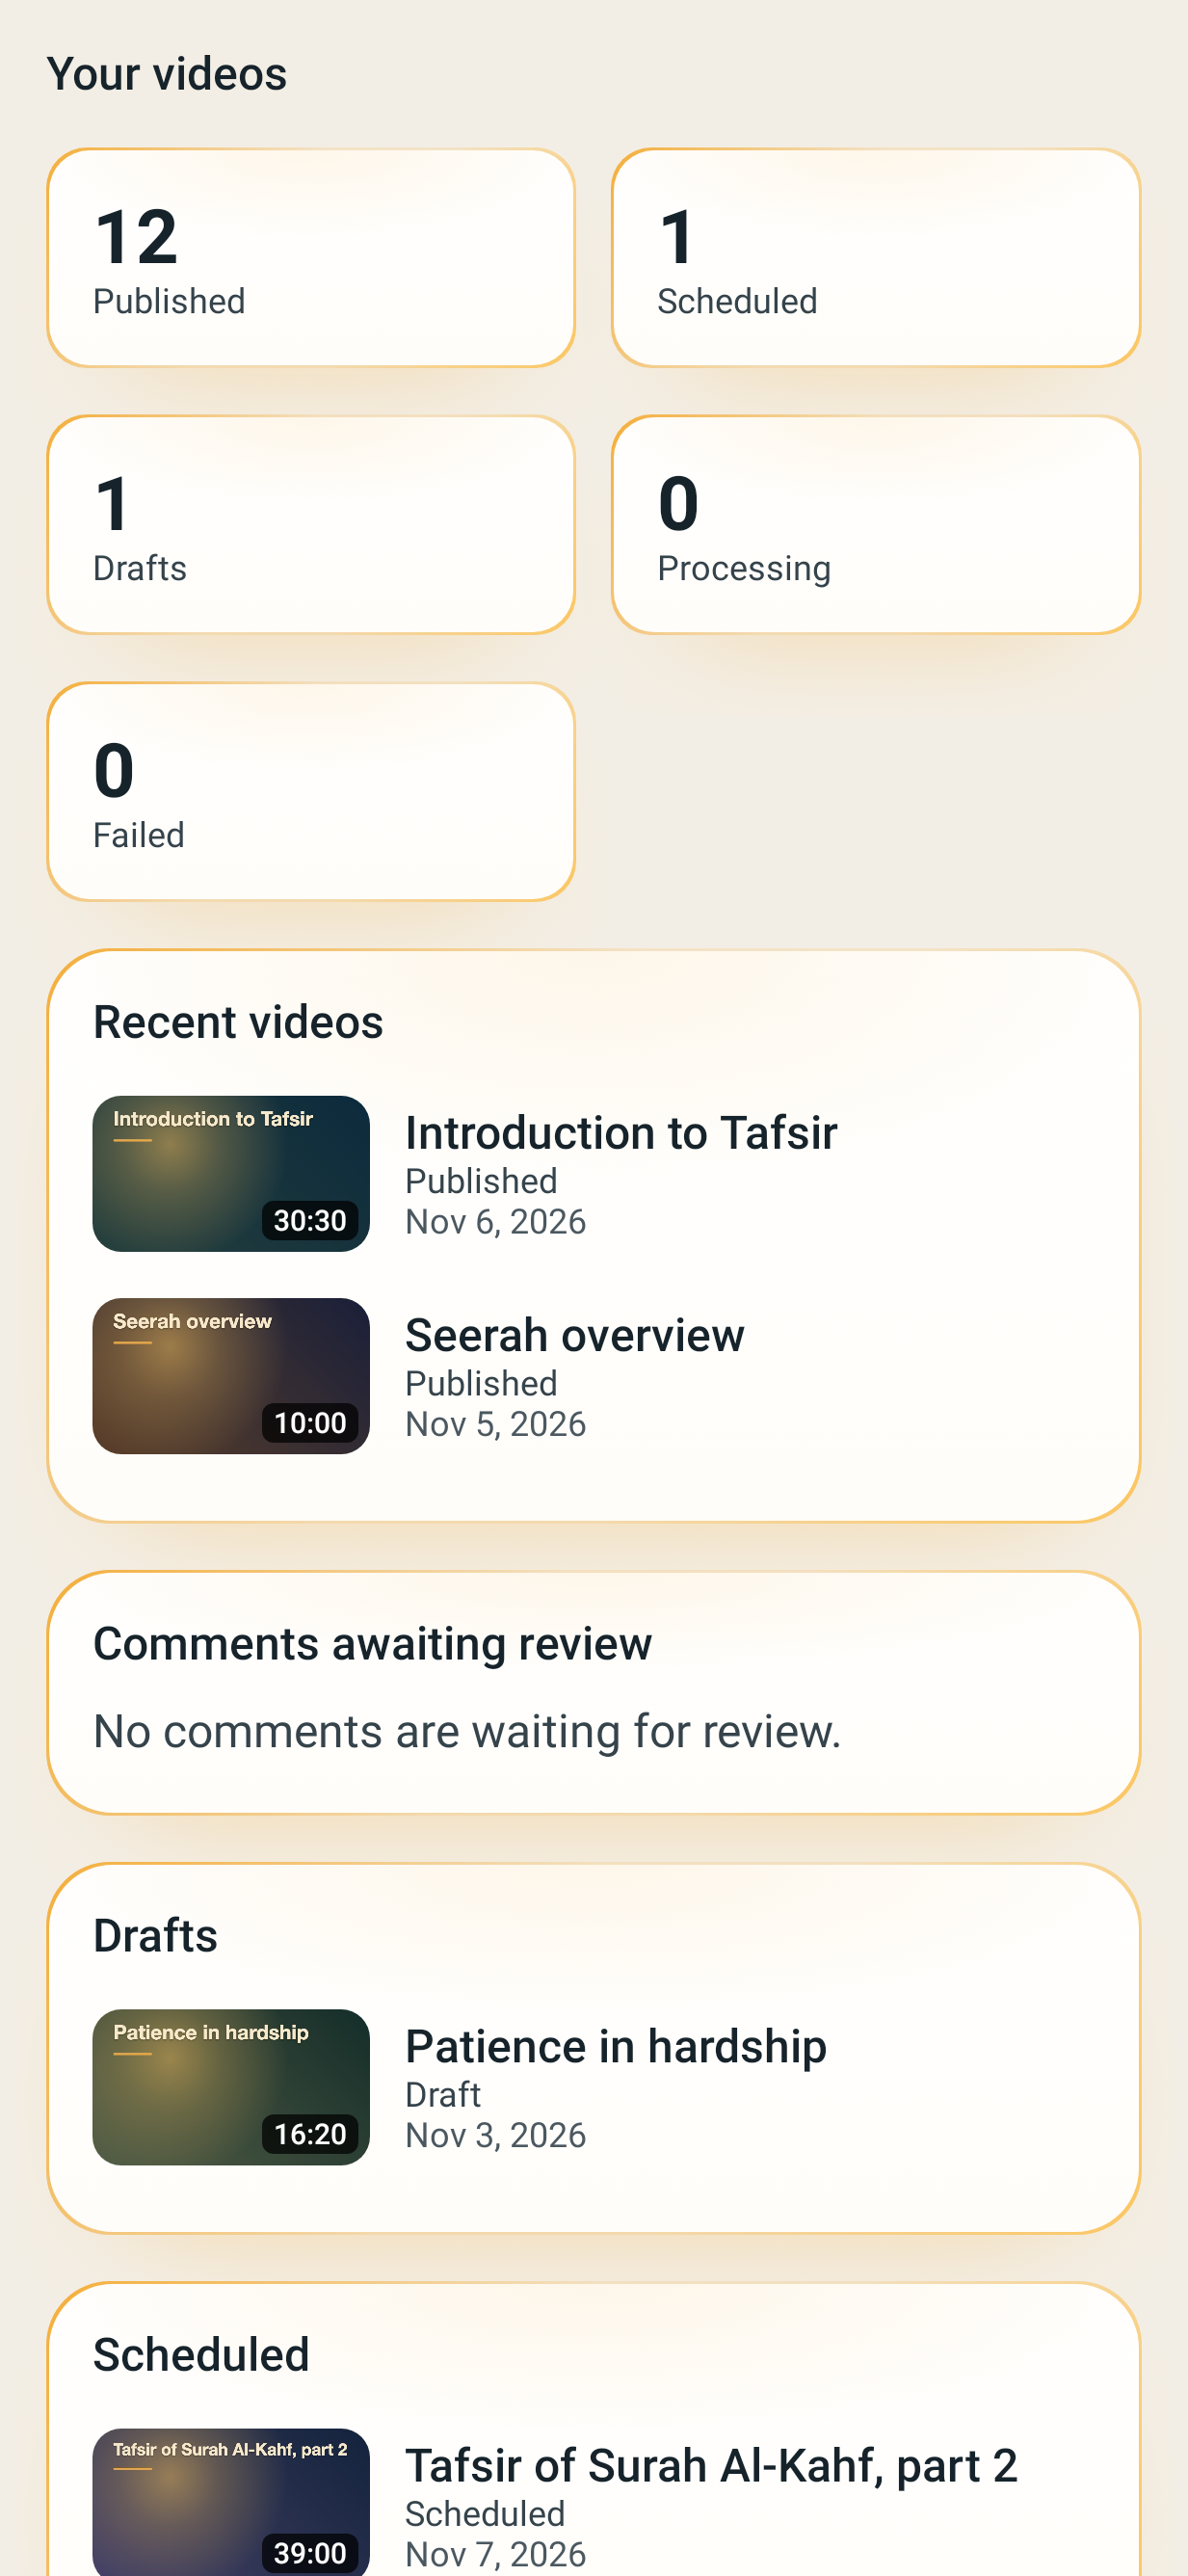 Your videos
12
Published
1
Scheduled
1
Drafts
0
Processing
0
Failed
Recent videos
Introduction to Tafsir
30:30
Introduction to Tafsir
Published
Nov 6, 2026
Seerah overview
10:00
Seerah overview
Published
Nov 5, 2026
Comments awaiting review
No comments are waiting for review.
Drafts
Patience in hardship
16:20
Patience in hardship
Draft
Nov 3, 2026
Scheduled
Tafsir of Surah Al-Kahf, part 2
39:00
Tafsir of Surah Al-Kahf, part 2
Scheduled
Nov 7, 2026